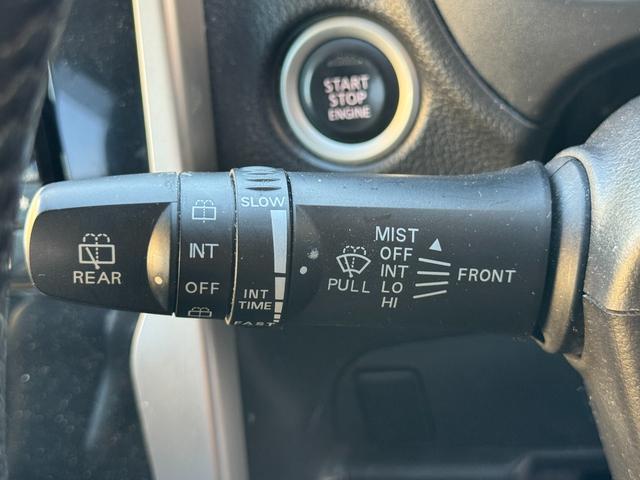 START
STOP
ENGINE
REAR
INT
OFF
SLOW
INT
TIME
FAST
PULL
MIST
OFF
INT
LO
HI
FRONT